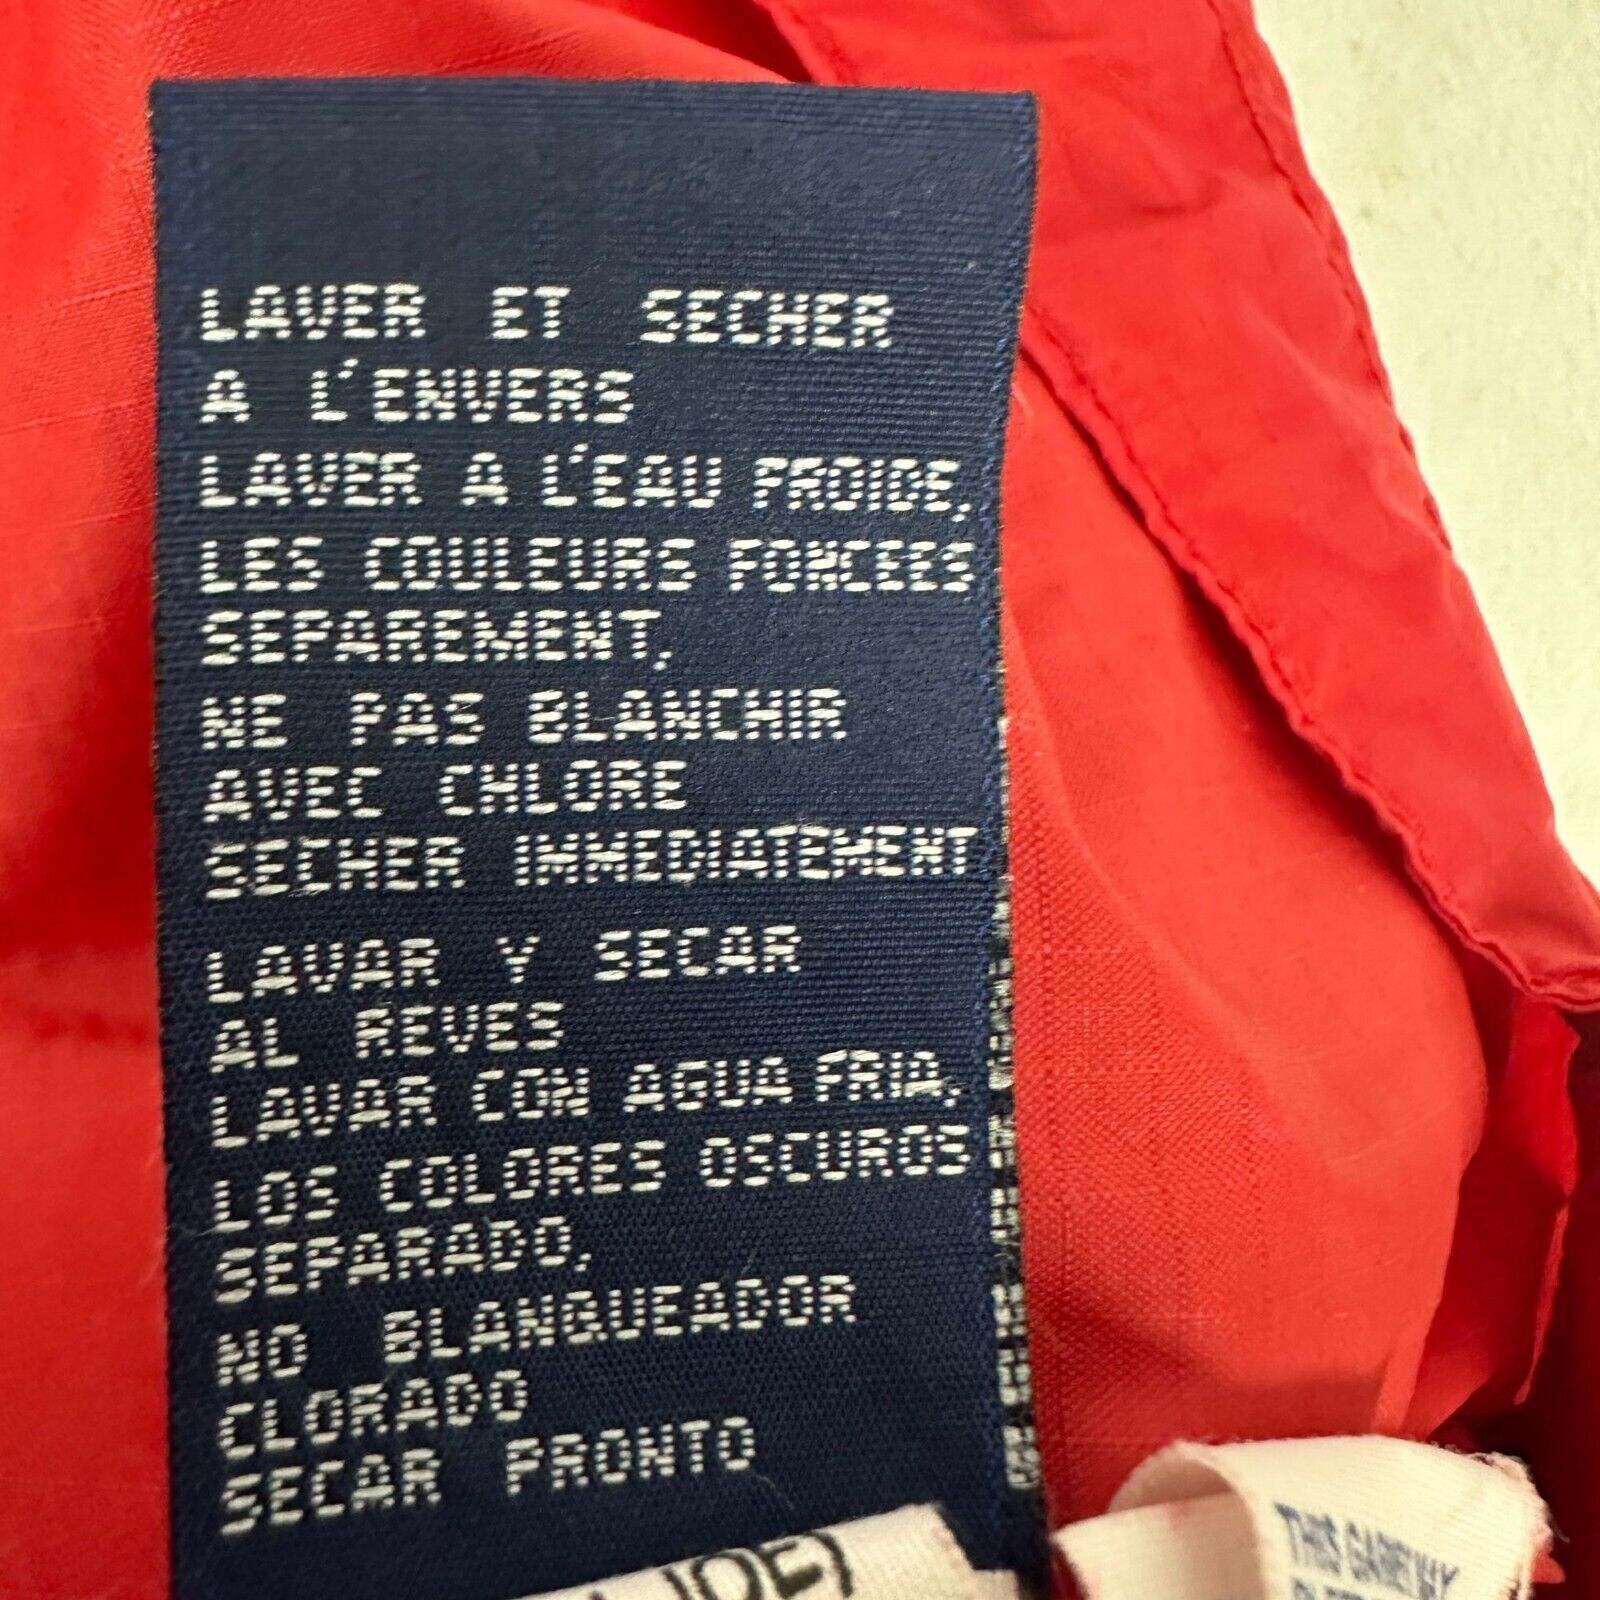 LAVER ET SECHER
A L'ENVERS
LAVER A L'EAU FROIDE,
LES COULEURS FONCEES
SEPAREMENT,
NE PAS BLANCHIR
AVEC CHLORE
SECHER IMMEDIATEMENT
LAVAR Y SECAR
AL REVES
LAVAR CON AGUA FRIA,
LOS COLORES OSCUROS
SEPARADO,
NO BLANQUEADOR
CLORADO
SECAR PRONTO
THIS